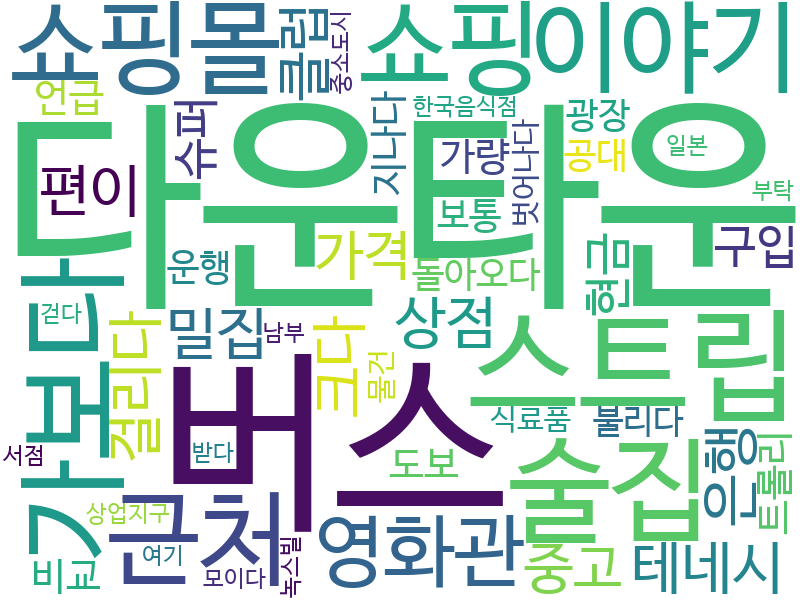 쇼핑몰
클럽
중소도시
쇼핑
이야기
언급
슈퍼
지나다
한국음식점
광장
다운타운
편이
가량
벗어나다
공대
일본
부탁
보통
구입
가보다
운행
가격
돌아오다
현금
걷다
걸리다
밀집
남부
크다
상점
스트립
물건
버스
식료품
불리다
서점
받다
도보
술집
은행
트롤리
상업지구
근처
영화관
비교
여기
모이다
녹스빌
중고
테네시